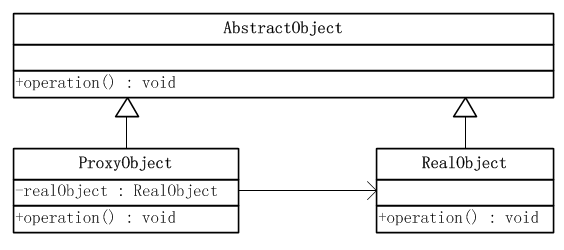 AbstractObject
+operation() : void
ProxyObject
-realObject : RealObject
+operation() : void
RealObject
+operation() : void